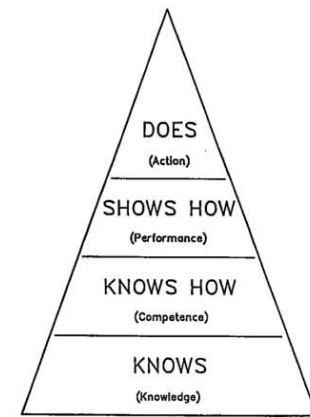 DOES
(Action)
SHOWS HOW
(Performance)
KNOWS HOW
(Competence)
KNOWS
(Knowledge)